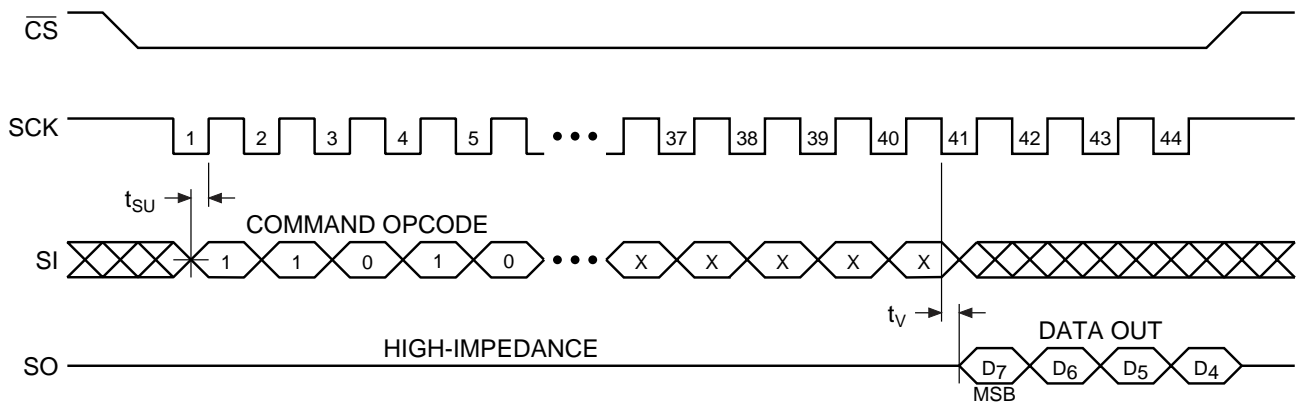 CS
SCK 1 2 3 4 5 ••• 37 38 39 40 41 42 43 44
tSU
COMMAND OPCODE
SI 1 1 0 1 0 ••• X X X X X
tV
DATA OUT
HIGH-IMPEDANCE
SO D7 D6 D5 D4
MSB